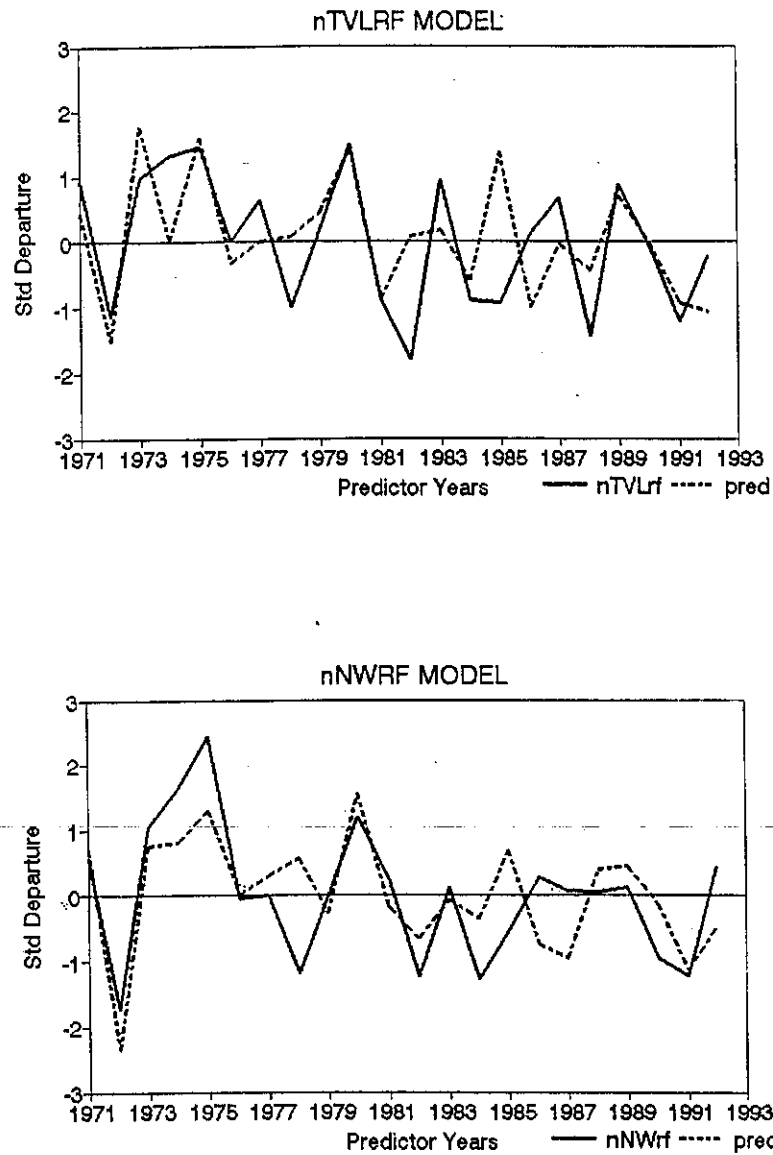 nTVLRF MODEL
3
2
1
0
-1
-2
-3
Std Departure
1971 1973 1975 1977 1979 1981 1983 1985 1987 1989 1991 1993
Predictor Years
nTVLrf
pred
nNWRF MODEL
3
2
1
0
-1
-2
-3
Std Departure
1971 1973 1975 1977 1979 1981 1983 1985 1987 1989 1991 1993
Predictor Years
nNWrf
pred